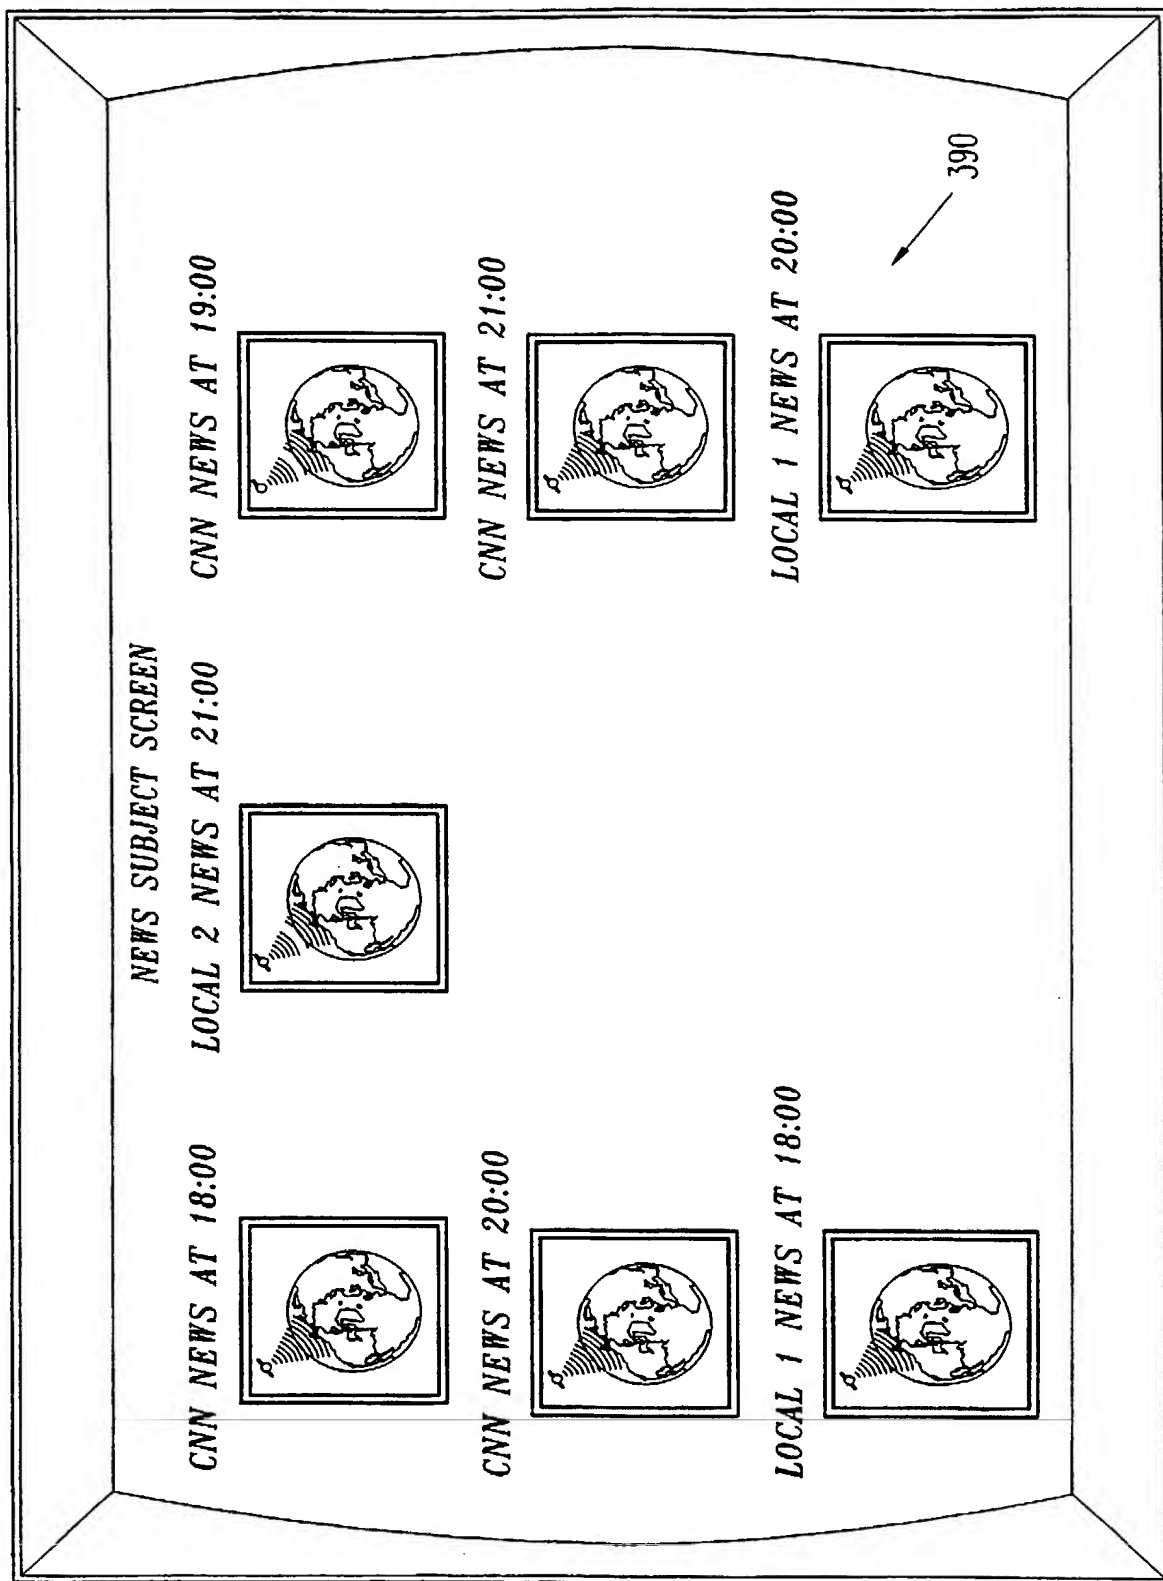 NEWS SUBJECT SCREEN
CNN NEWS AT 18:00
LOCAL 2 NEWS AT 21:00
CNN NEWS AT 19:00
CNN NEWS AT 20:00
CNN NEWS AT 21:00
LOCAL 1 NEWS AT 18:00
LOCAL 1 NEWS AT 20:00
390